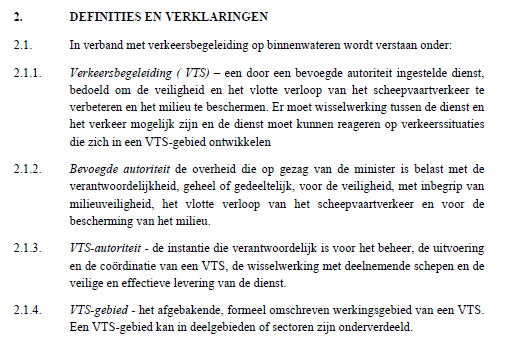 2. DEFINITIES EN VERKLARINGEN
2.1. In verband met verkeersbegeleiding op binnenwateren wordt verstaan onder:
2.1.1. Verkeersbegeleiding ( VTS) – een door een bevoegde autoriteit ingestelde dienst,
bedoeld om de veiligheid en het vlotte verloop van het scheepvaartverkeer te
verbeteren en het milieu te beschermen. Er moet wisselwerking tussen de dienst en
het verkeer mogelijk zijn en de dienst moet kunnen reageren op verkeerssituaties
die zich in een VTS-gebied ontwikkelen
2.1.2. Bevoegde autoriteit de overheid die op gezag van de minister is belast met de
verantwoordelijkheid, geheel of gedeeltelijk, voor de veiligheid, met inbegrip van
milieuveiligheid, het vlotte verloop van het scheepvaartverkeer en voor de
bescherming van het milieu.
2.1.3. VTS-autoriteit - de instantie die verantwoordelijk is voor het beheer, de uitvoering
en de coördinatie van een VTS, de wisselwerking met deelnemende schepen en de
veilige en effectieve levering van de dienst.
2.1.4. VTS-gebied - het afgebakende, formeel omschreven werkingsgebied van een VTS.
Een VTS-gebied kan in deelgebieden of sectoren zijn onderverdeeld.